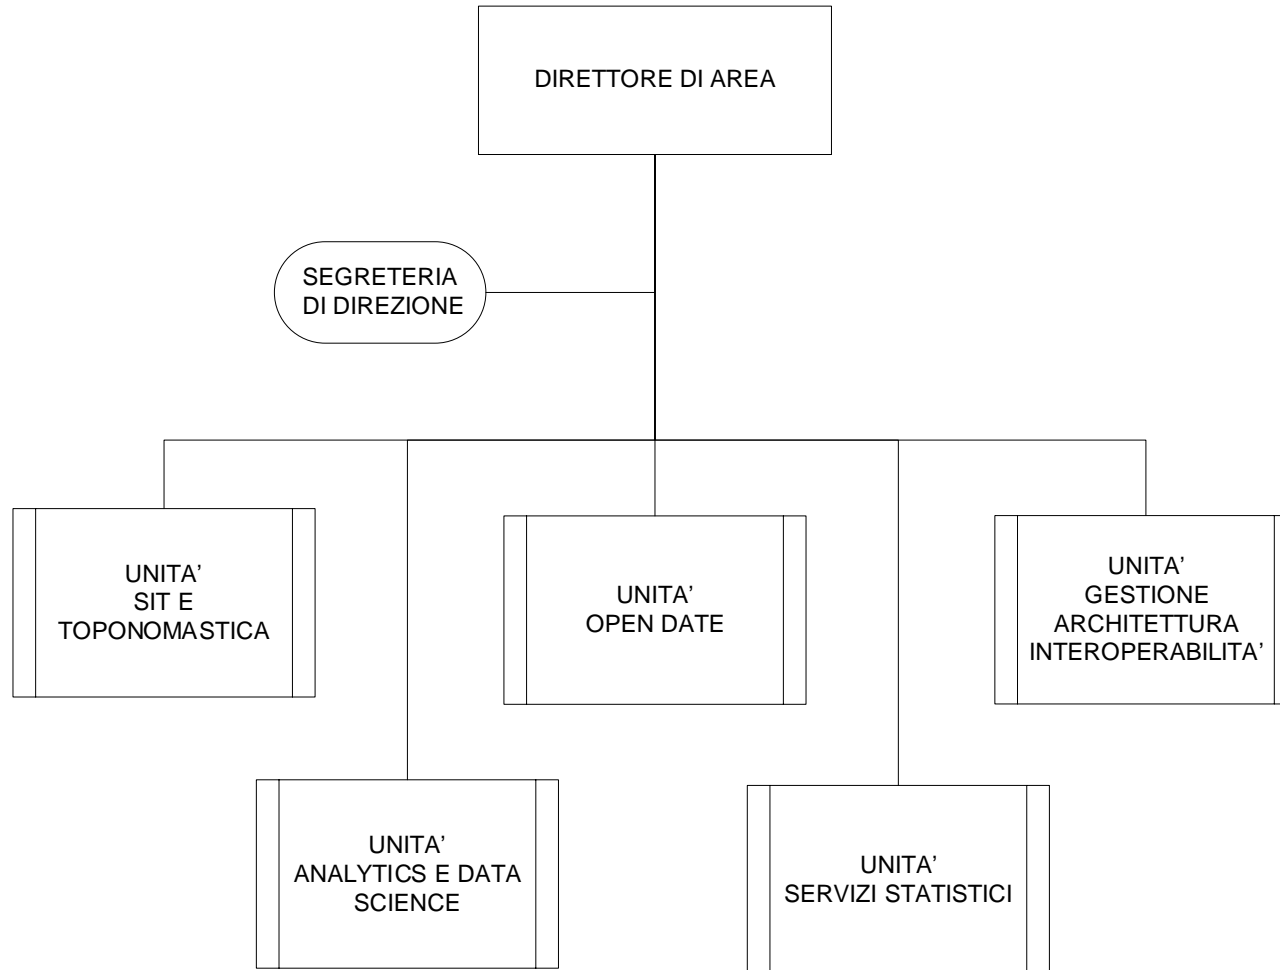 DIRETTORE DI AREA
SEGRETERIA
DI DIREZIONE
UNITA’
SIT E
TOPONOMASTICA
UNITA’
OPEN DATE
UNITA’
GESTIONE
ARCHITETTURA
INTEROPERABILITA’
UNITA’
ANALYTICS E DATA
SCIENCE
UNITA’
SERVIZI STATISTICI